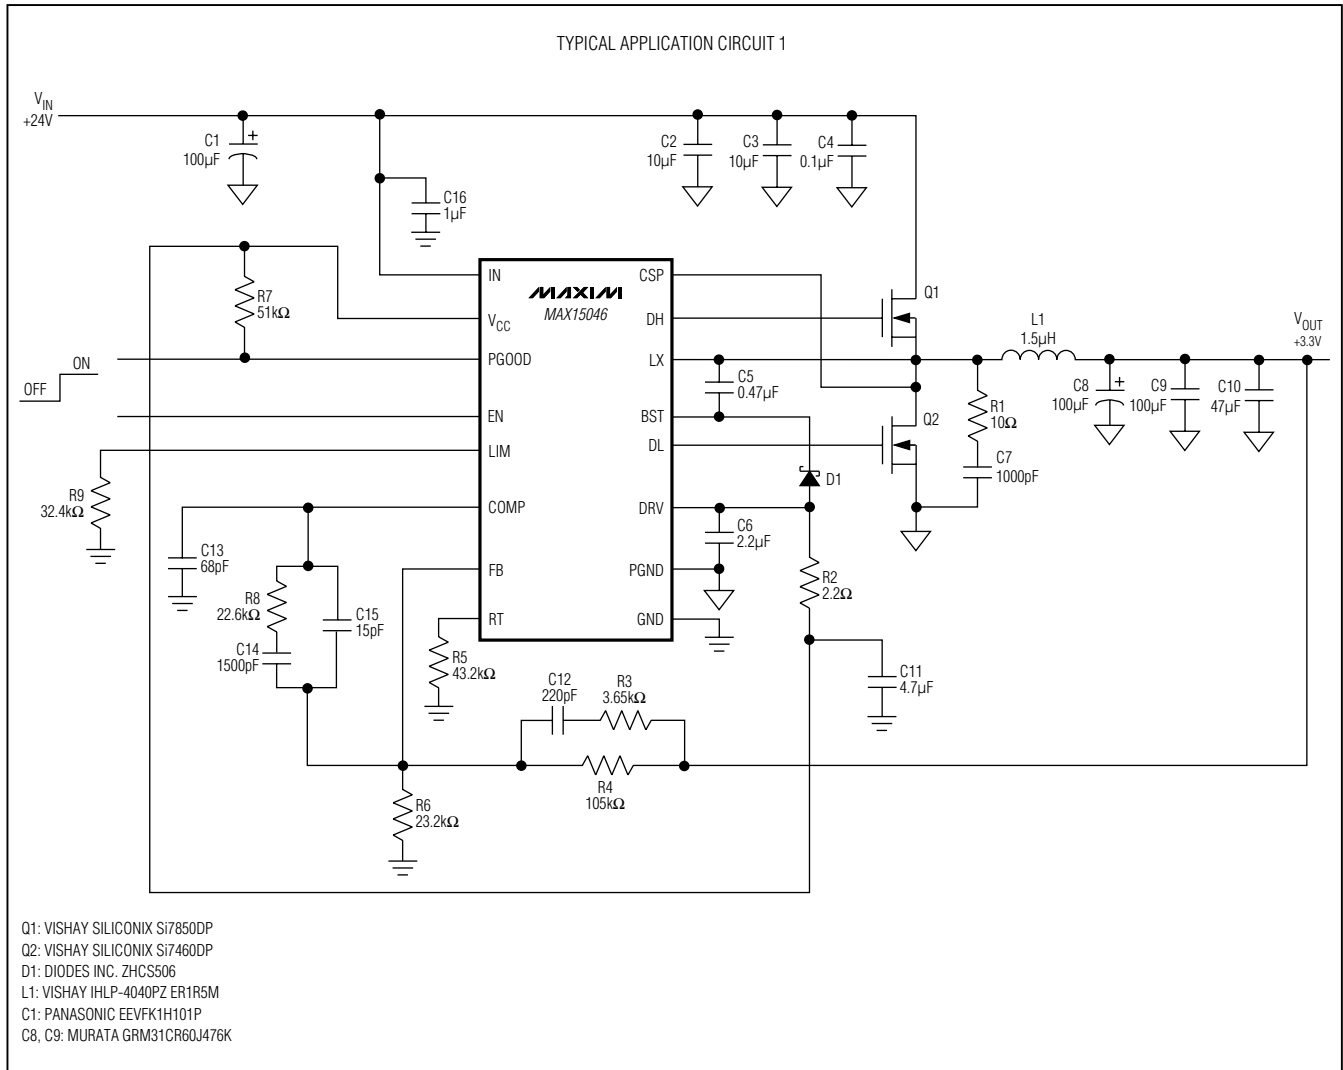 TYPICAL APPLICATION CIRCUIT 1
VIN
+24V
C1
100µF
C2
10µF
C3
10µF
C4
0.1µF
C16
1µF
R7
51kΩ
IN
VCC
PGOOD
EN
LIM
COMP
FB
RT
MAXIM
MAX15046
CSP
DH
LX
BST
DL
DRV
PGND
GND
ON
OFF
Q1
Q2
L1
1.5µH
VOUT
+3.3V
C5
0.47µF
R1
10Ω
C7
1000pF
C8
100µF
C9
100µF
C10
47µF
D1
C6
2.2µF
R2
2.2Ω
C11
4.7µF
R9
32.4kΩ
C13
68pF
R8
22.6kΩ
C14
1500pF
C15
15pF
R5
43.2kΩ
C12
220pF
R3
3.65kΩ
R4
105kΩ
R6
23.2kΩ
+
+
Q1: VISHAY SILICONIX Si7850DP
Q2: VISHAY SILICONIX Si7460DP
D1: DIODES INC. ZHCS506
L1: VISHAY IHLP-4040PZ ER1R5M
C1: PANASONIC EEVFK1H101P
C8, C9: MURATA GRM31CR60J476K